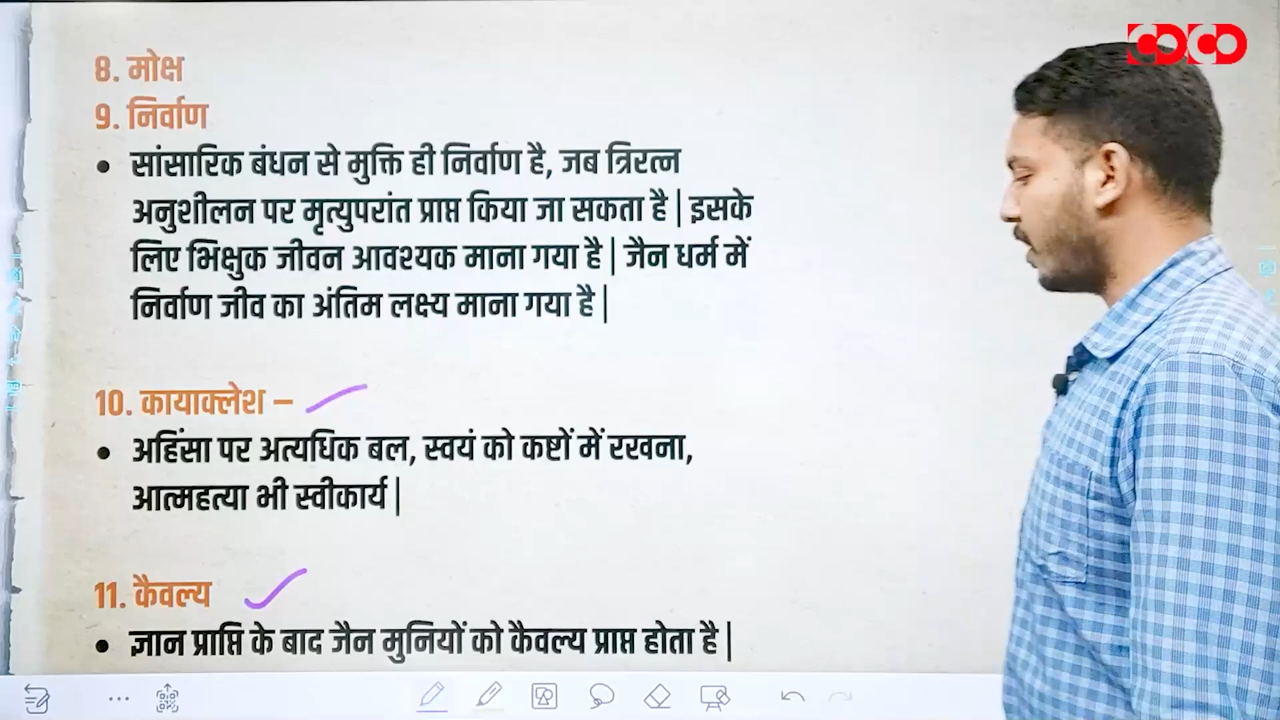 8. मोक्ष
9. निर्वाण
• सांसारिक बंधन से मुक्ति ही निर्वाण है, जब त्रिरत्न
अनुशीलन पर मृत्युपरांत प्राप्त किया जा सकता है | इसके
लिए भिक्षुक जीवन आवश्यक माना गया है | जैन धर्म में
निर्वाण जीव का अंतिम लक्ष्य माना गया है |
10. कायाक्लेश –
• अहिंसा पर अत्यधिक बल, स्वयं को कष्टों में रखना,
आत्महत्या भी स्वीकार्य |
11. कैवल्य
• ज्ञान प्राप्ति के बाद जैन मुनियों को कैवल्य प्राप्त होता है |